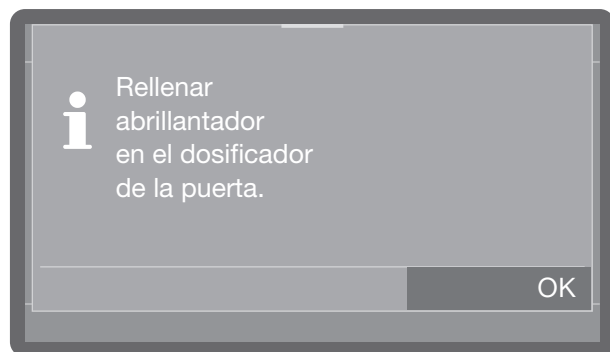 Rellenar
abrillantador
en el dosificador
de la puerta.
OK